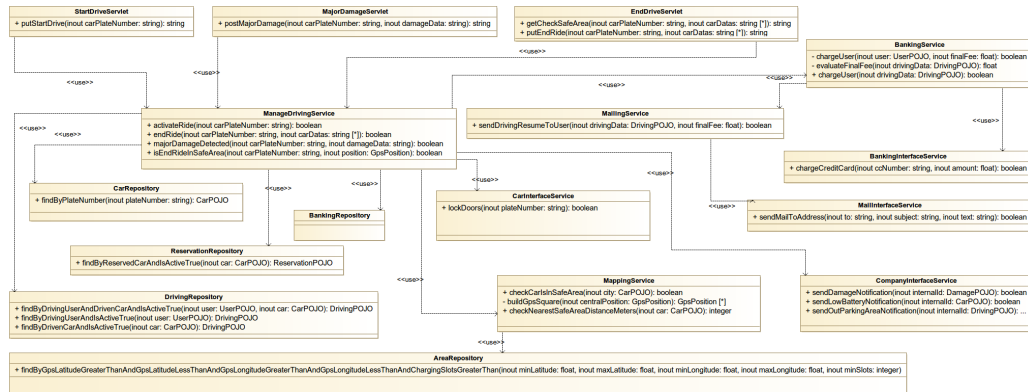 StartDriveServlet
+ putStartDrive(inout carPlateNumber: string): string
MajorDamageServlet
+ postMajorDamage(inout carPlateNumber: string, inout damageData: string): string
EndDriveServlet
+ getCheckSafeArea(inout carPlateNumber: string, inout carDatas: string [*]): string
+ putEndRide(inout carPlateNumber: string, inout carDatas: string [*]): string
BankingService
- chargeUser(inout user: UserPOJO, inout finalFee: float): boolean
- evaluateFinalFee(inout drivingData: DrivingPOJO): float
+ chargeUser(inout drivingData: DrivingPOJO): boolean
<<use>>
<<use>>
<<use>>
<<use>>
<<use>>
ManageDrivingService
+ activateRide(inout carPlateNumber: string): boolean
+ endRide(inout carPlateNumber: string, inout carDatas: string [*]): boolean
+ majorDamageDetected(inout carPlateNumber: string, inout damageData: string): boolean
+ isEndRideInSafeArea(inout carPlateNumber: string, inout position: GpsPosition): boolean
MailingService
+ sendDrivingResumeToUser(inout drivingData: DrivingPOJO, inout finalFee: float): boolean
<<use>>
<<use>>
<<use>>
BankingInterfaceService
+ chargeCreditCard(inout ccNumber: string, inout amount: float): boolean
<<use>>
<<use>>
<<use>>
<<use>>
CarRepository
+ findByPlateNumber(inout plateNumber: string): CarPOJO
CarInterfaceService
+ lockDoors(inout plateNumber: string): boolean
BankingRepository
<<use>>
MailInterfaceService
+ sendMailToAddress(inout to: string, inout subject: string, inout text: string): boolean
ReservationRepository
+ findByReservedCarAndIsActiveTrue(inout car: CarPOJO): ReservationPOJO
<<use>>
MappingService
+ checkCarIsInSafeArea(inout city: CarPOJO): boolean
- buildGpsSquare(inout centralPosition: GpsPosition): GpsPosition [*]
+ checkNearestSafeAreaDistanceMeters(inout car: CarPOJO): integer
CompanyInterfaceService
+ sendDamageNotification(inout internalId: DamagePOJO): boolean
+ sendLowBatteryNotification(inout internalId: CarPOJO): boolean
+ sendOutParkingAreaNotification(inout internalId: DrivingPOJO): ...
DrivingRepository
+ findByDrivingUserAndDrivenCarAndIsActiveTrue(inout user: UserPOJO, inout car: CarPOJO): DrivingPOJO
+ findByDrivingUserAndIsActiveTrue(inout user: UserPOJO): DrivingPOJO
+ findByDrivenCarAndIsActiveTrue(inout car: CarPOJO): DrivingPOJO
<<use>>
AreaRepository
+ findByGpsLatitudeGreaterThanAndGpsLatitudeLessThanAndGpsLongitudeGreaterThanAndGpsLongitudeLessThanAndChargingSlotsGreaterThan(inout minLatitude: float, inout maxLatitude: float, inout minLongitude: float, inout maxLongitude: float, inout minSlots: integer)